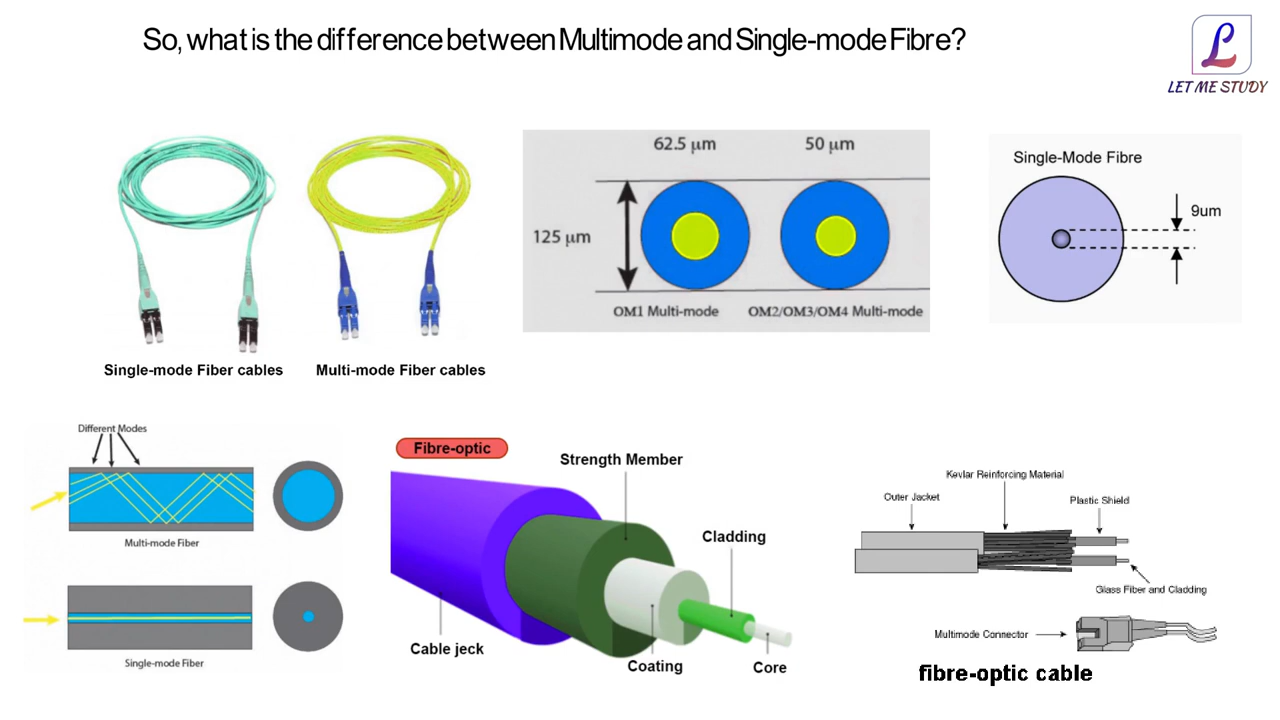 So, what is the difference between Multimode and Single-mode Fibre?
L
LET ME STUDY
62.5 μm
50 μm
125 μm
OM1 Multi-mode
OM2/OM3/OM4 Multi-mode
Single-Mode Fibre
9um
Single-mode Fiber cables
Multi-mode Fiber cables
Different Modes
Multi-mode Fiber
Single-mode Fiber
Fibre-optic
Strength Member
Cladding
Cable jeck
Coating
Core
Kevlar Reinforcing Material
Outer Jacket
Plastic Shield
Glass Fiber and Cladding
Multimode Connector
fibre-optic cable